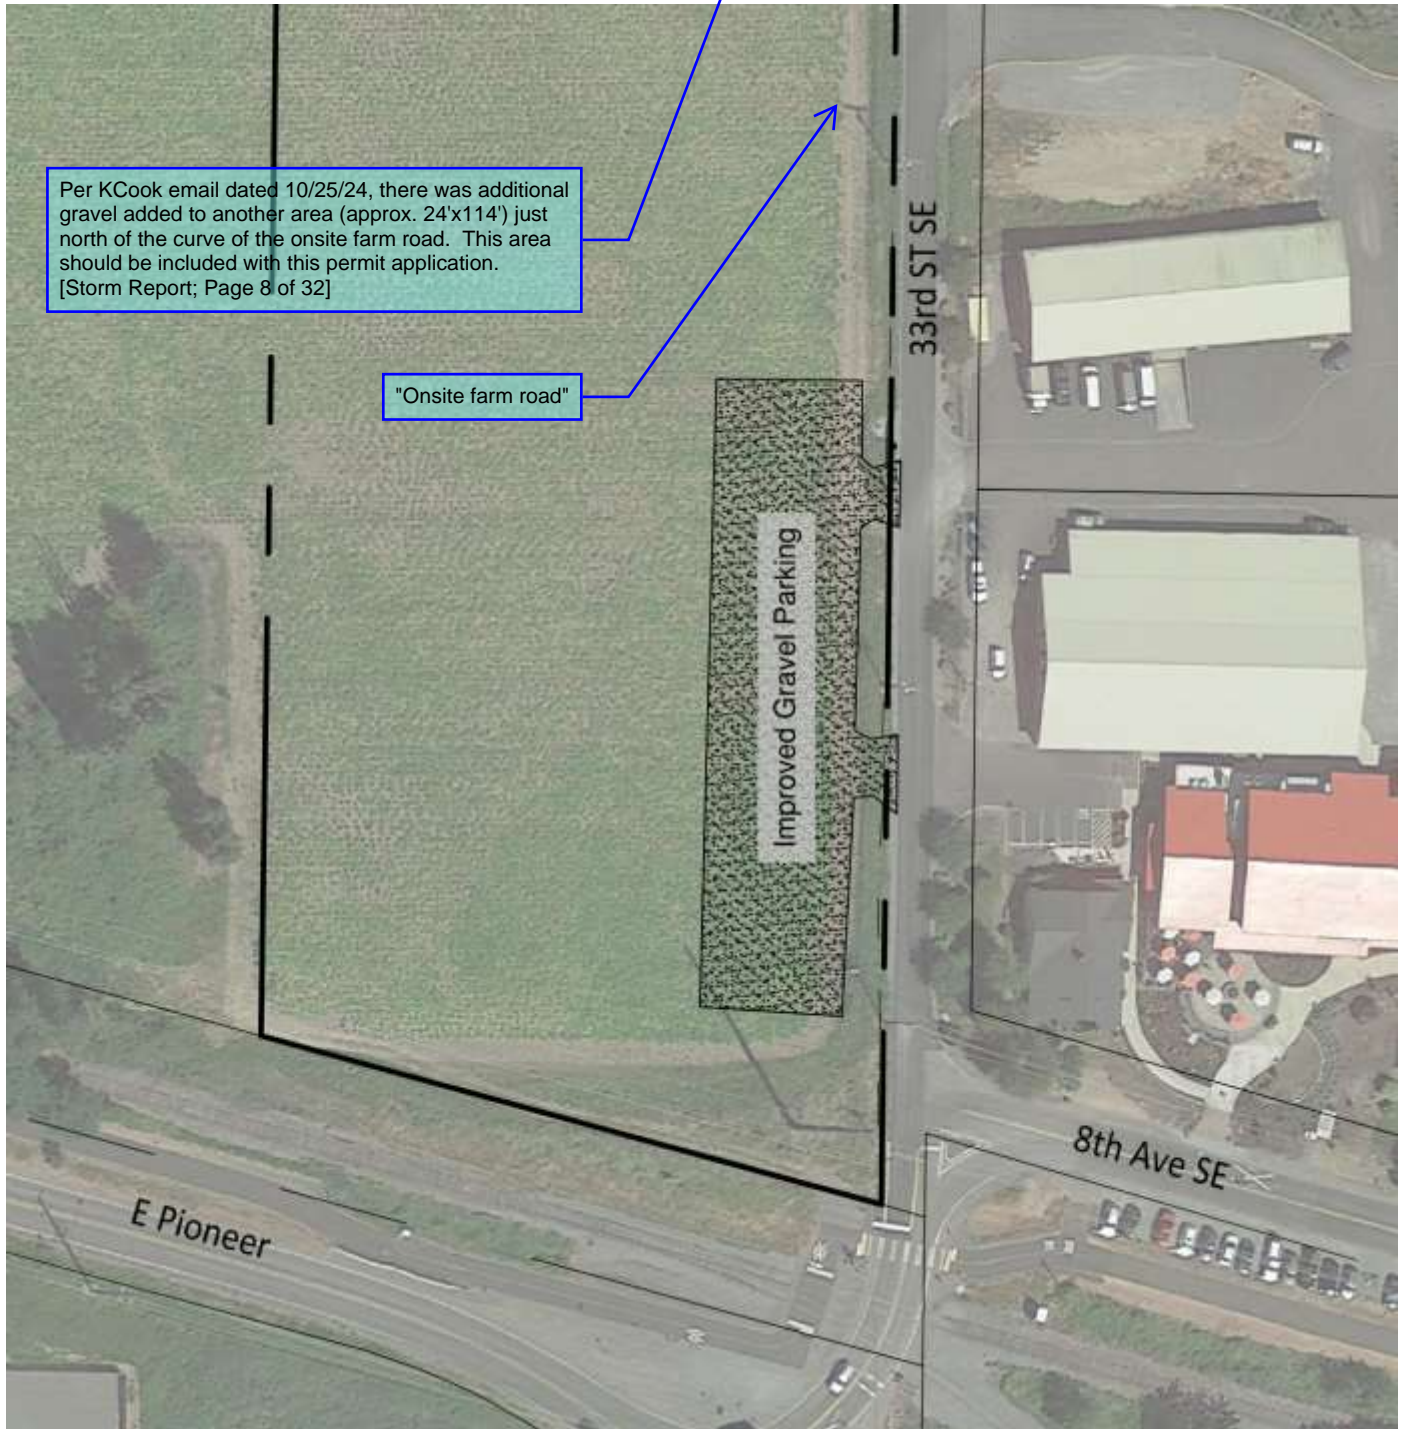 Per KCook email dated 10/25/24, there was additional
gravel added to another area (approx. 24'x114') just
north of the curve of the onsite farm road.  This area
should be included with this permit application.
[Storm Report; Page 8 of 32]
"Onsite farm road"
33rd ST SE
Improved Gravel Parking
8th Ave SE
E Pioneer